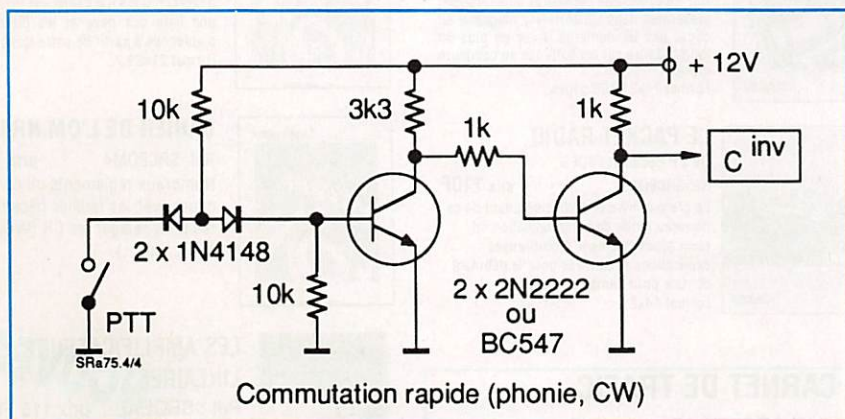 + 12V
10k
3k3
1k
1k
C inv
2 x 1N4148
10k
2 x 2N2222
ou
BC547
PTT
SRa75.4/4
Commutation rapide (phonie, CW)